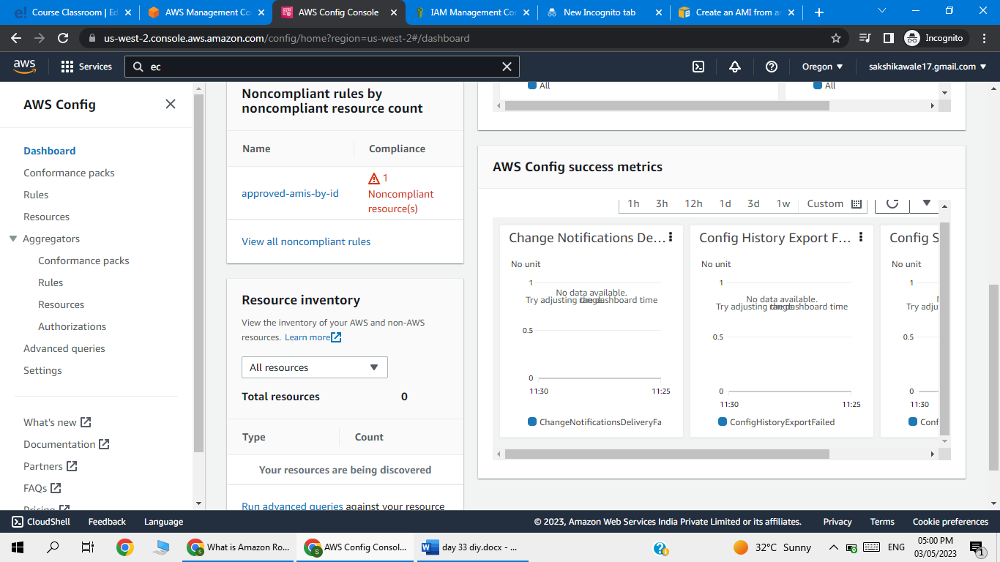 Course Classroom | Ed
AWS Management Co
AWS Config Console
IAM Management Co
New Incognito tab
Create an AMI from a
us-west-2.console.aws.amazon.com/config/home?region=us-west-2#/dashboard
Incognito
aws
Services
ec
Oregon
sakshikawale17.gmail.com
AWS Config
Dashboard
Conformance packs
Rules
Resources
Aggregators
Conformance packs
Rules
Resources
Authorizations
Advanced queries
Settings
What's new
Documentation
Partners
FAQs
Pricing
Noncompliant rules by
noncompliant resource count
Name
Compliance
approved-amis-by-id
1
Noncompliant
resource(s)
View all noncompliant rules
Resource inventory
View the inventory of your AWS and non-AWS
resources. Learn more
All resources
Total resources
0
Type
Count
Your resources are being discovered
Run advanced queries against your resource
All
All
AWS Config success metrics
1h
3h
12h
1d
3d
1w
Custom
Change Notifications De...
No unit
1
No data available.
Try adjusting the dashboard time
range.
0.5
0
11:30
11:25
ChangeNotificationsDeliveryFa
Config History Export F...
No unit
1
No data available.
Try adjusting the dashboard time
range.
0.5
0
11:30
11:25
ConfigHistoryExportFailed
Config S
No unit
1
Try adju
0.5
0
11:30
Conf
CloudShell
Feedback
Language
© 2023, Amazon Web Services India Private Limited or its affiliates.
Privacy
Terms
Cookie preferences
What is Amazon Ro...
AWS Config Consol...
day 33 diy.docx - ...
32°C Sunny
ENG
05:00 PM
03/05/2023
1